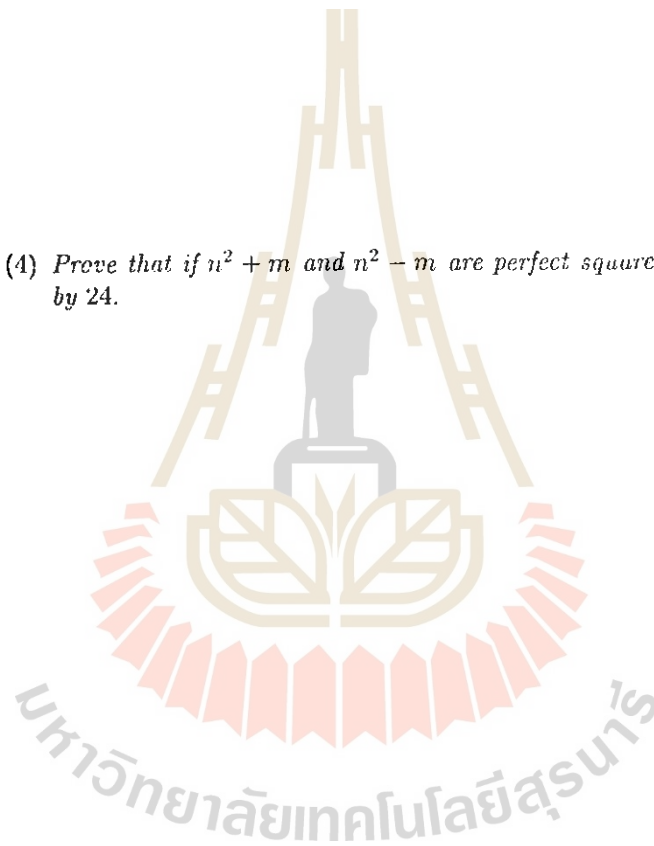 (4) Prove that if n² + m and n² − m are perfect square
by 24.
มหาวิทยาลัยเทคโนโลยีสุรนารี